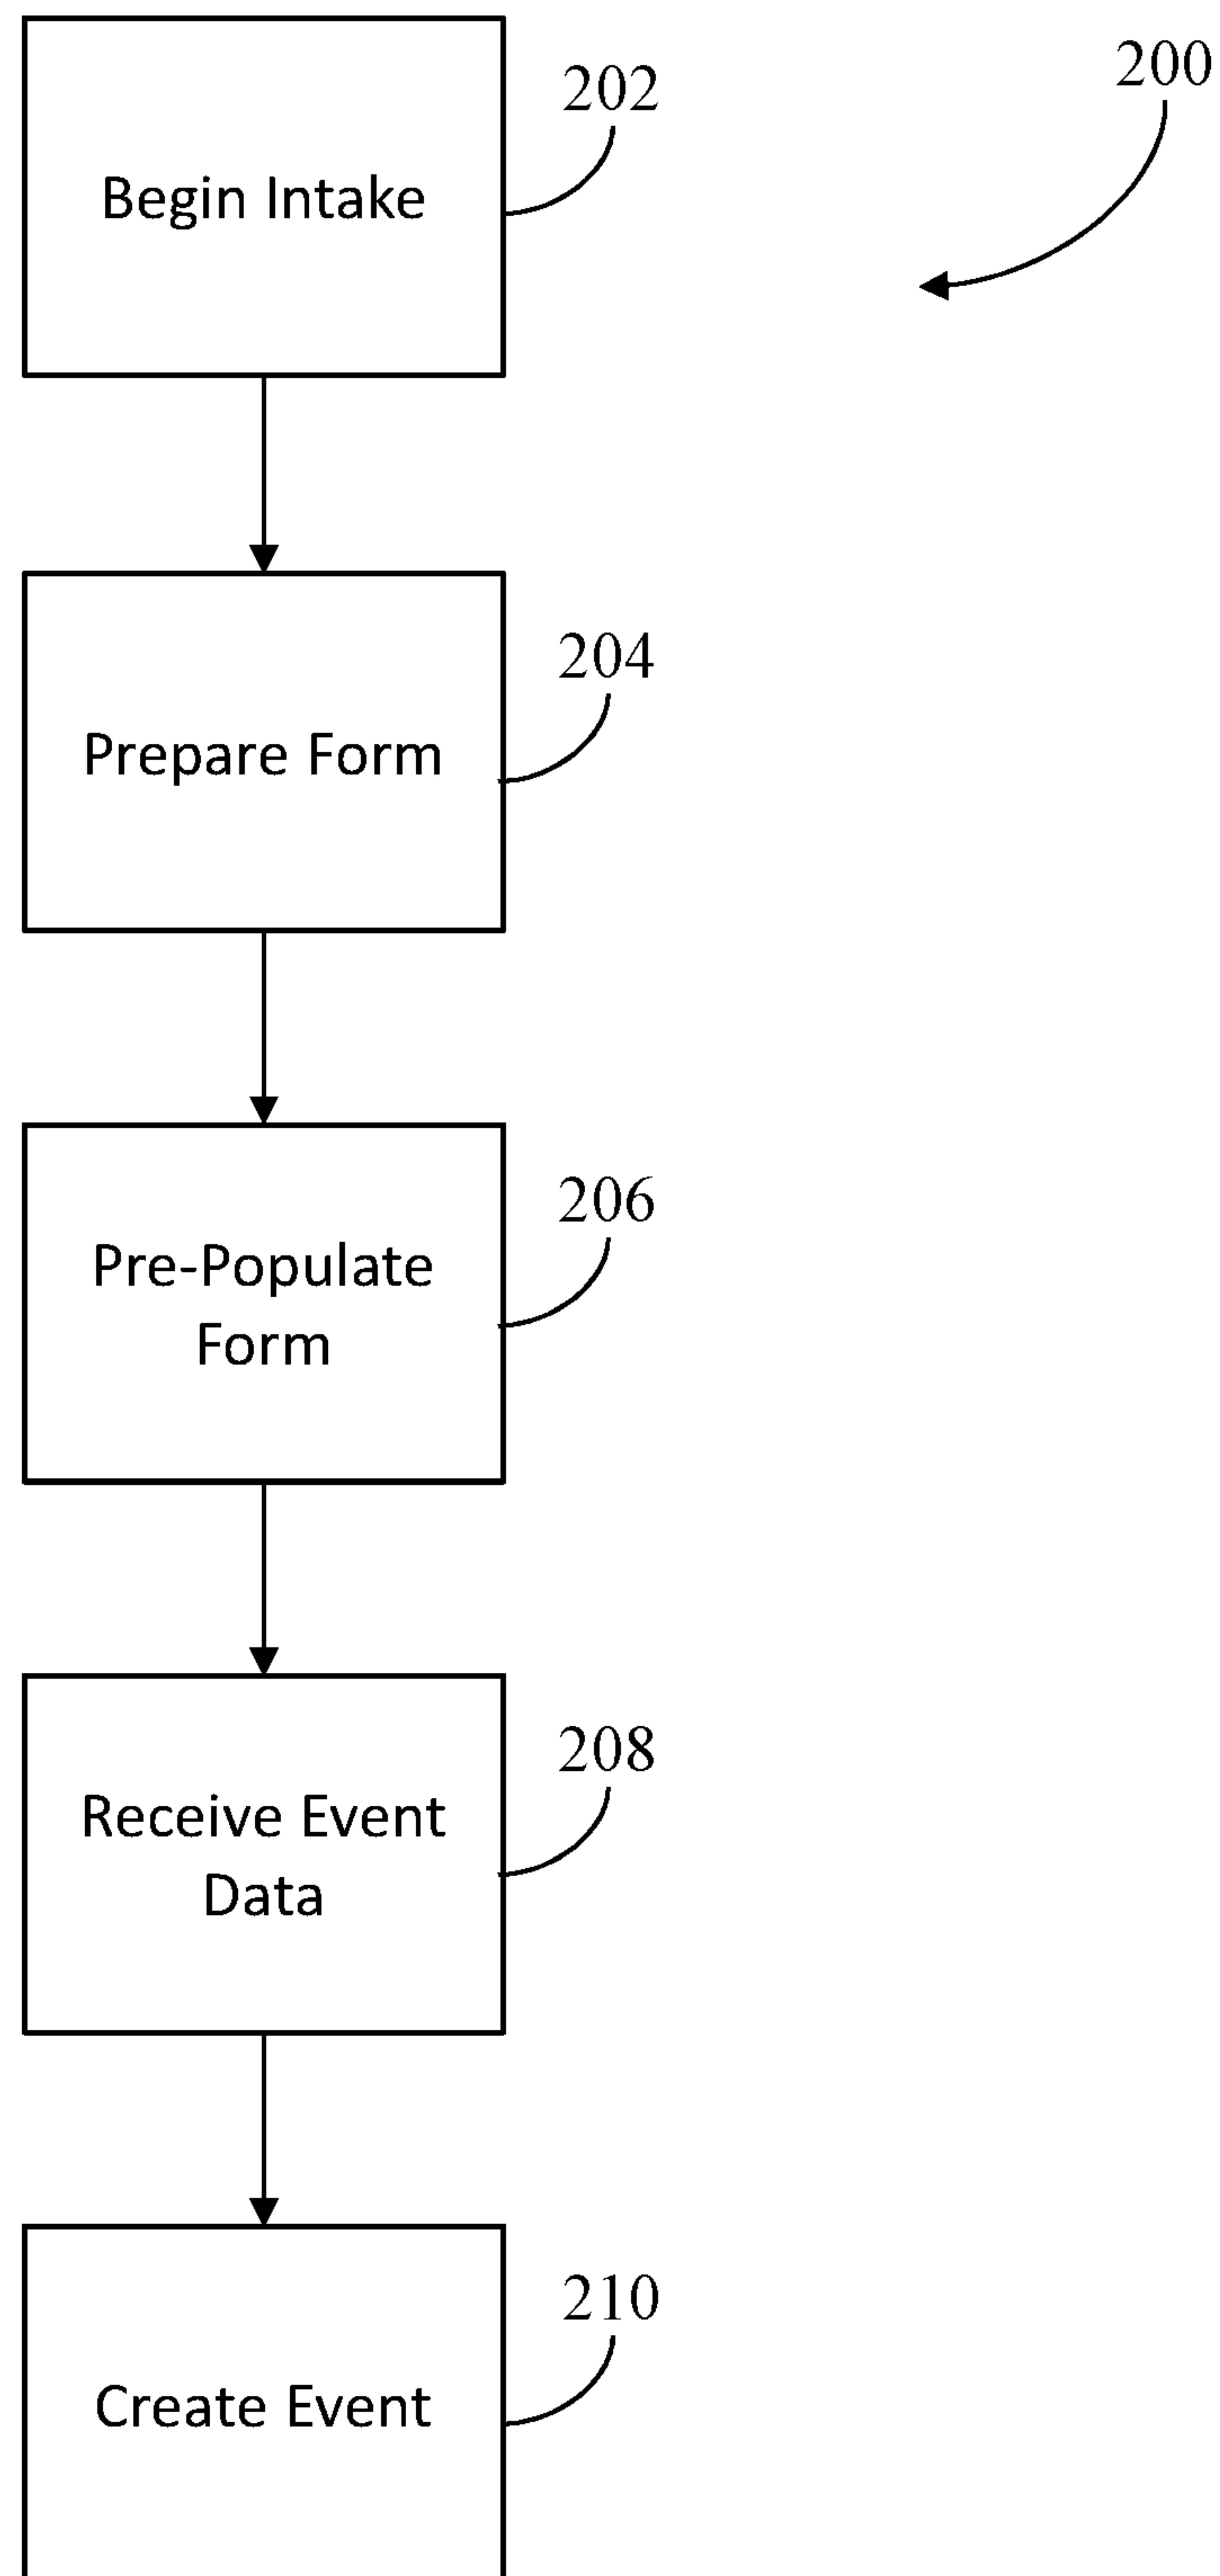 200
202
Begin Intake
204
Prepare Form
206
Pre-Populate
Form
208
Receive Event
Data
210
Create Event